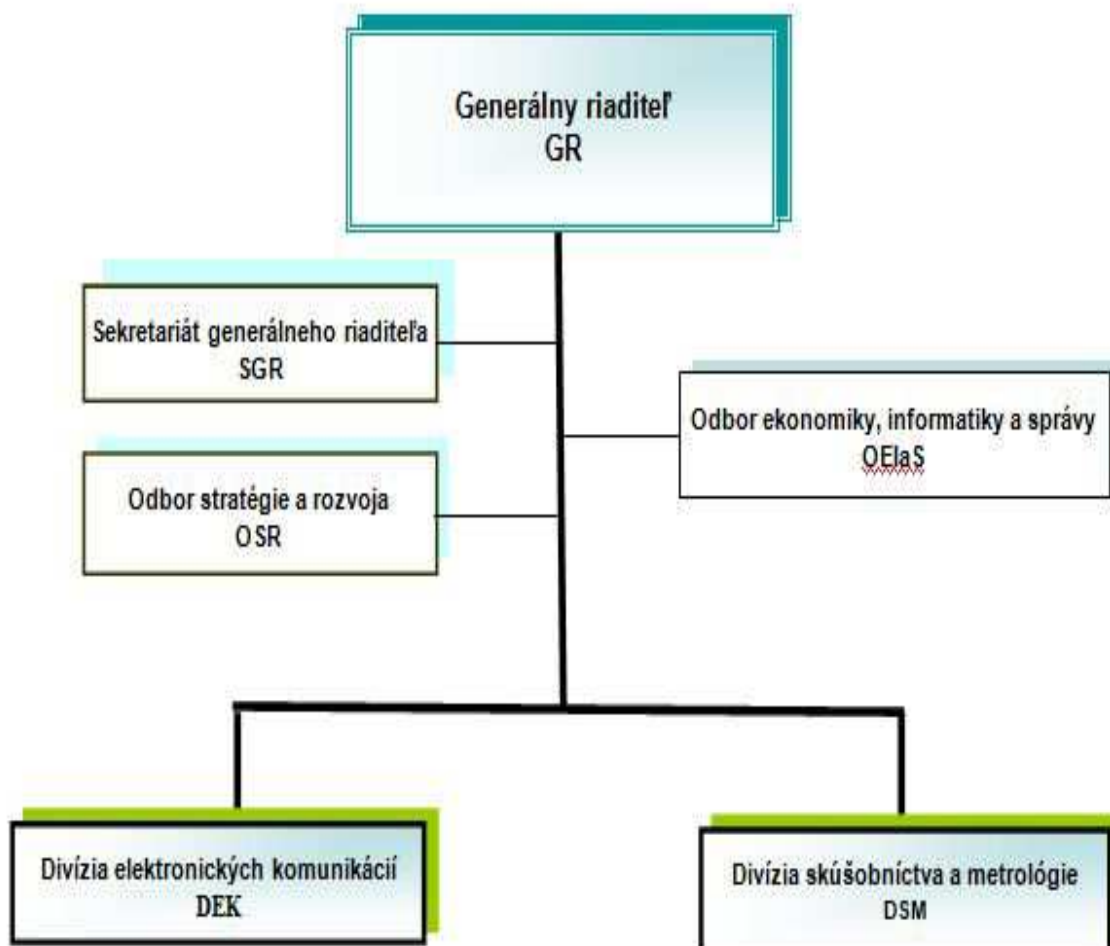 Generálny riaditeľ
GR
Sekretariát generálneho riaditeľa
SGR
Odbor ekonomiky, informatiky a správy
OEIaS
Odbor stratégie a rozvoja
OSR
Divízia elektronických komunikácií
DEK
Divízia skúšobníctva a metrológie
DSM